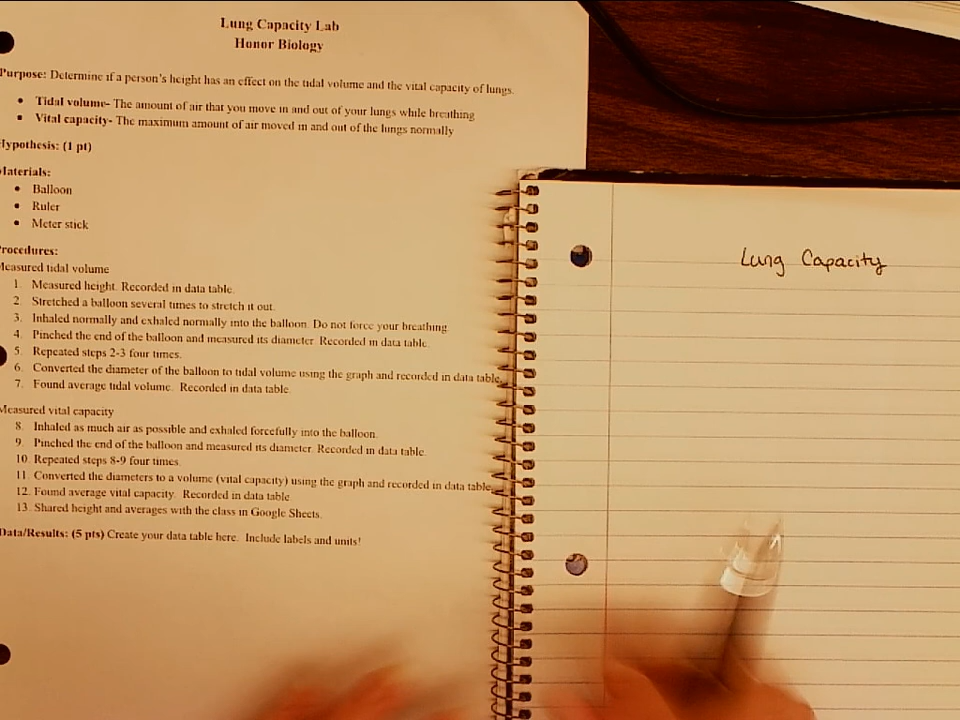 Lung Capacity Lab
Honor Biology
Purpose: Determine if a person's height has an effect on the tidal volume and the vital capacity of lungs.
• Tidal volume- The amount of air that you move in and out of your lungs while breathing
• Vital capacity- The maximum amount of air moved in and out of the lungs normally
Hypothesis: (1 pt)
Materials:
• Balloon
• Ruler
• Meter stick
Procedures:
Measured tidal volume
1. Measured height. Recorded in data table.
2. Stretched a balloon several times to stretch it out.
3. Inhaled normally and exhaled normally into the balloon. Do not force your breathing.
4. Pinched the end of the balloon and measured its diameter. Recorded in data table.
5. Repeated steps 2-3 four times.
6. Converted the diameter of the balloon to tidal volume using the graph and recorded in data table.
7. Found average tidal volume. Recorded in data table.
Measured vital capacity
8. Inhaled as much air as possible and exhaled forcefully into the balloon.
9. Pinched the end of the balloon and measured its diameter. Recorded in data table.
10. Repeated steps 8-9 four times.
11. Converted the diameters to a volume (vital capacity) using the graph and recorded in data table.
12. Found average vital capacity. Recorded in data table.
13. Shared height and averages with the class in Google Sheets.
Data/Results: (5 pts) Create your data table here. Include labels and units!
Lung Capacity